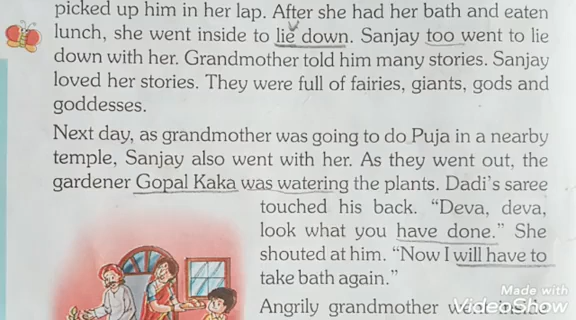 picked up him in her lap. After she had her bath and eaten
lunch, she went inside to lie down. Sanjay too went to lie
down with her. Grandmother told him many stories. Sanjay
loved her stories. They were full of fairies, giants, gods and
goddesses.
Next day, as grandmother was going to do Puja in a nearby
temple, Sanjay also went with her. As they went out, the
gardener Gopal Kaka was watering the plants. Dadi's saree
touched his back. "Deva, deva,
look what you have done." She
shouted at him. "Now I will have to
take bath again."
Angrily grandmother went
Made with
VideoShow